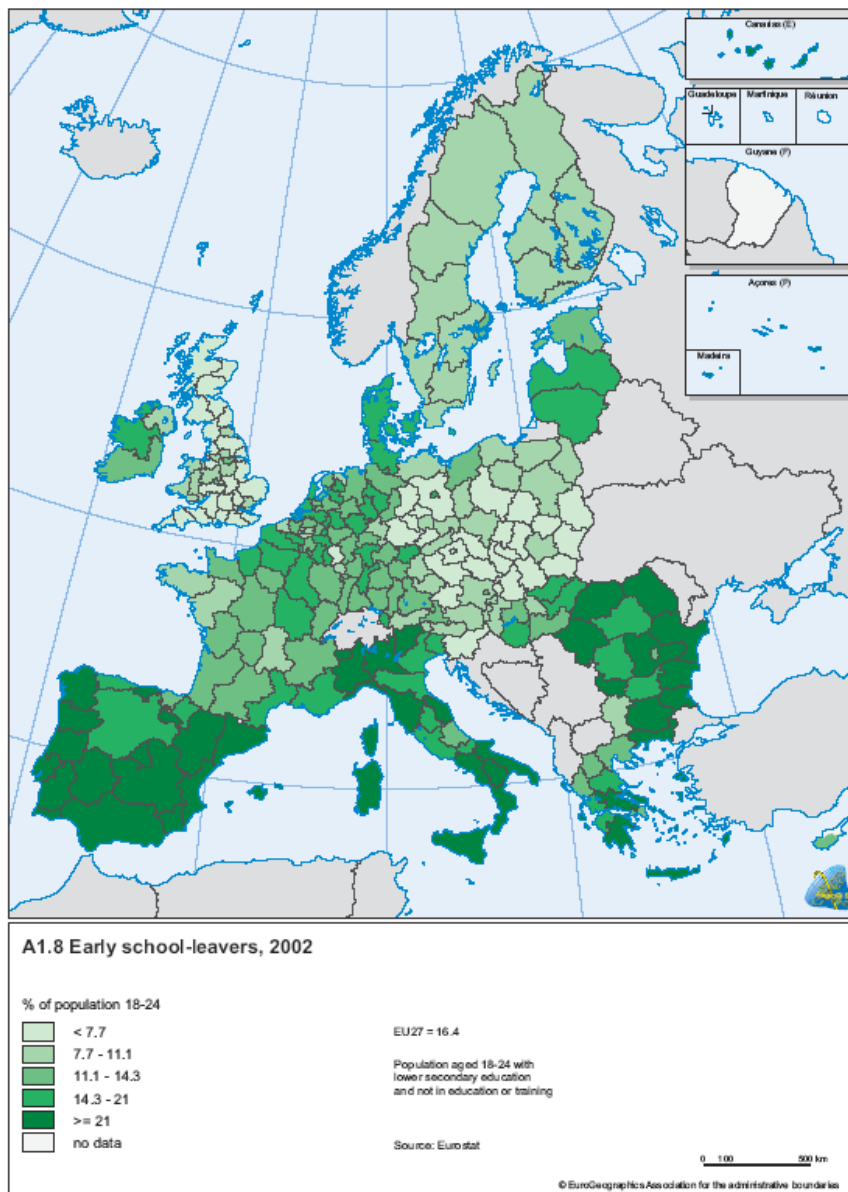 Canarias (E)
Guadeloupe
Martinique
Réunion
Guyane (F)
Açores (P)
Madeira
A1.8 Early school-leavers, 2002
% of population 18-24
< 7.7
7.7 - 11.1
11.1 - 14.3
14.3 - 21
>= 21
no data
EU27 = 16.4
Population aged 18-24 with
lower secondary education
and not in education or training
Source: Eurostat
0 100 500 km
© EuroGeographics Association for the administrative boundaries